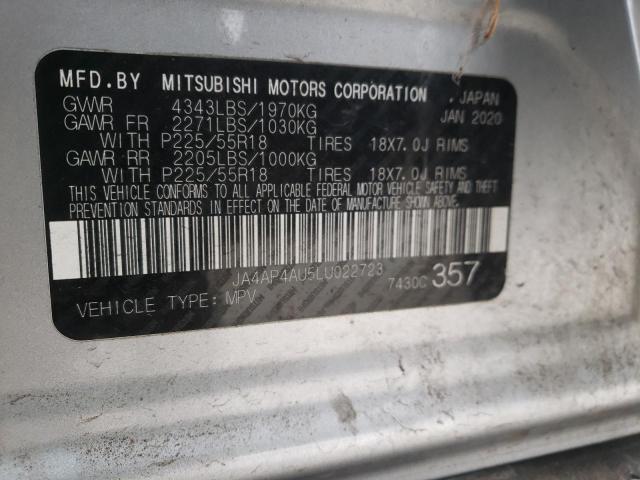 MFD.BY MITSUBISHI MOTORS CORPORATION , JAPAN
GVWR 4343LBS/1970KG JAN 2020
GAWR FR 2271LBS/1030KG
WITH P225/55R18 TIRES 18X7.0J RIMS
GAWR RR 2205LBS/1000KG
WITH P225/55R18 TIRES 18X7.0J RIMS
THIS VEHICLE CONFORMS TO ALL APPLICABLE FEDERAL MOTOR VEHICLE SAFETY AND THEFT
PREVENTION STANDARDS IN EFFECT ON THE DATE OF MANUFACTURE SHOWN ABOVE.
JA4AP4AU5LU022723
7430C 357
VEHICLE TYPE: MPV